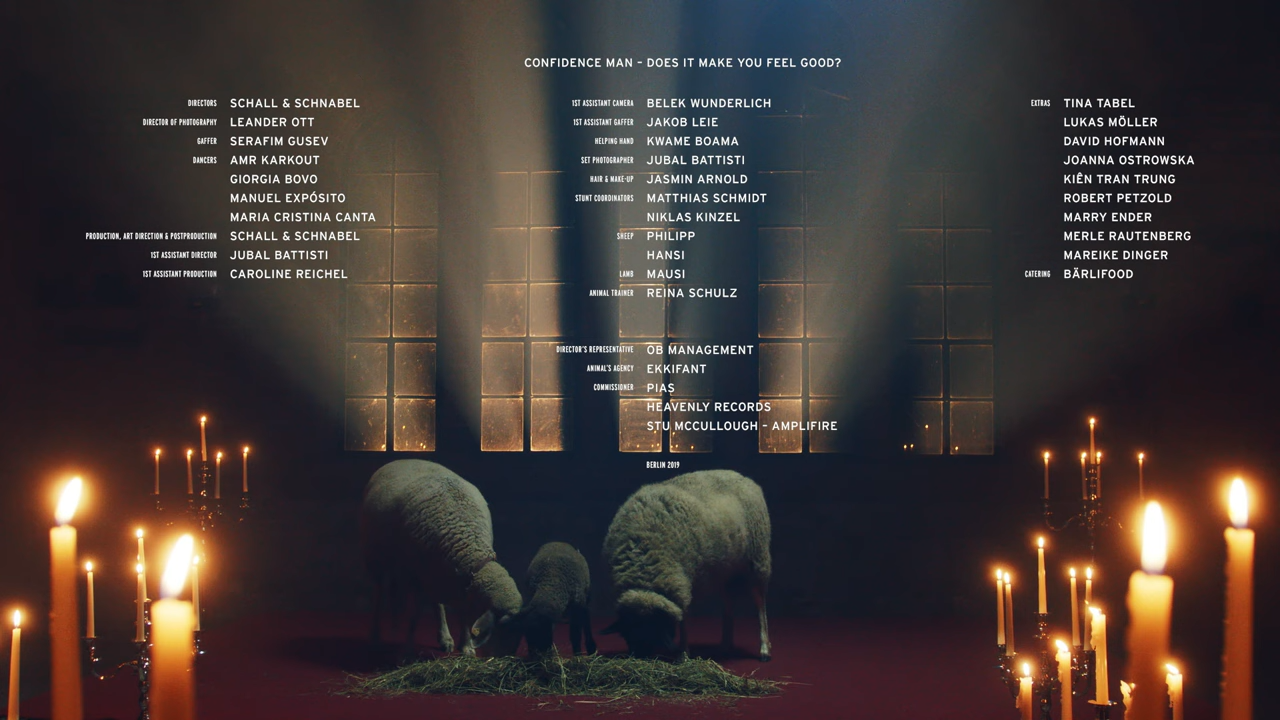 CONFIDENCE MAN – DOES IT MAKE YOU FEEL GOOD?
DIRECTORS SCHALL & SCHNABEL
DIRECTOR OF PHOTOGRAPHY LEANDER OTT
GAFFER SERAFIM GUSEV
DANCERS AMR KARKOUT
GIORGIA BOVO
MANUEL EXPÓSITO
MARIA CRISTINA CANTA
PRODUCTION, ART DIRECTION & POSTPRODUCTION SCHALL & SCHNABEL
1ST ASSISTANT DIRECTOR JUBAL BATTISTI
1ST ASSISTANT PRODUCTION CAROLINE REICHEL
1ST ASSISTANT CAMERA BELEK WUNDERLICH
1ST ASSISTANT GAFFER JAKOB LEIE
HELPING HAND KWAME BOAMA
SET PHOTOGRAPHER JUBAL BATTISTI
HAIR & MAKE-UP JASMIN ARNOLD
STUNT COORDINATORS MATTHIAS SCHMIDT
NIKLAS KINZEL
SHEEP PHILIPP
HANSI
LAMB MAUSI
ANIMAL TRAINER REINA SCHULZ
DIRECTOR'S REPRESENTATIVE OB MANAGEMENT
ANIMAL'S AGENCY EKKIFANT
COMMISSIONER PIAS
HEAVENLY RECORDS
STU MCCULLOUGH – AMPLIFIRE
BERLIN 2019
EXTRAS TINA TABEL
LUKAS MÖLLER
DAVID HOFMANN
JOANNA OSTROWSKA
KIÊN TRAN TRUNG
ROBERT PETZOLD
MARRY ENDER
MERLE RAUTENBERG
MAREIKE DINGER
CATERING BÄRLIFOOD